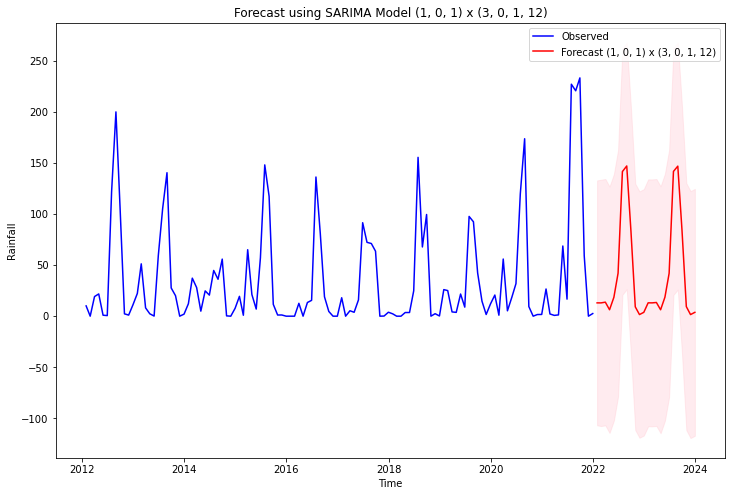 Forecast using SARIMA Model (1, 0, 1) x (3, 0, 1, 12)
Observed
Forecast (1, 0, 1) x (3, 0, 1, 12)
250
200
150
100
50
0
−50
−100
Rainfall
2012 2014 2016 2018 2020 2022 2024
Time